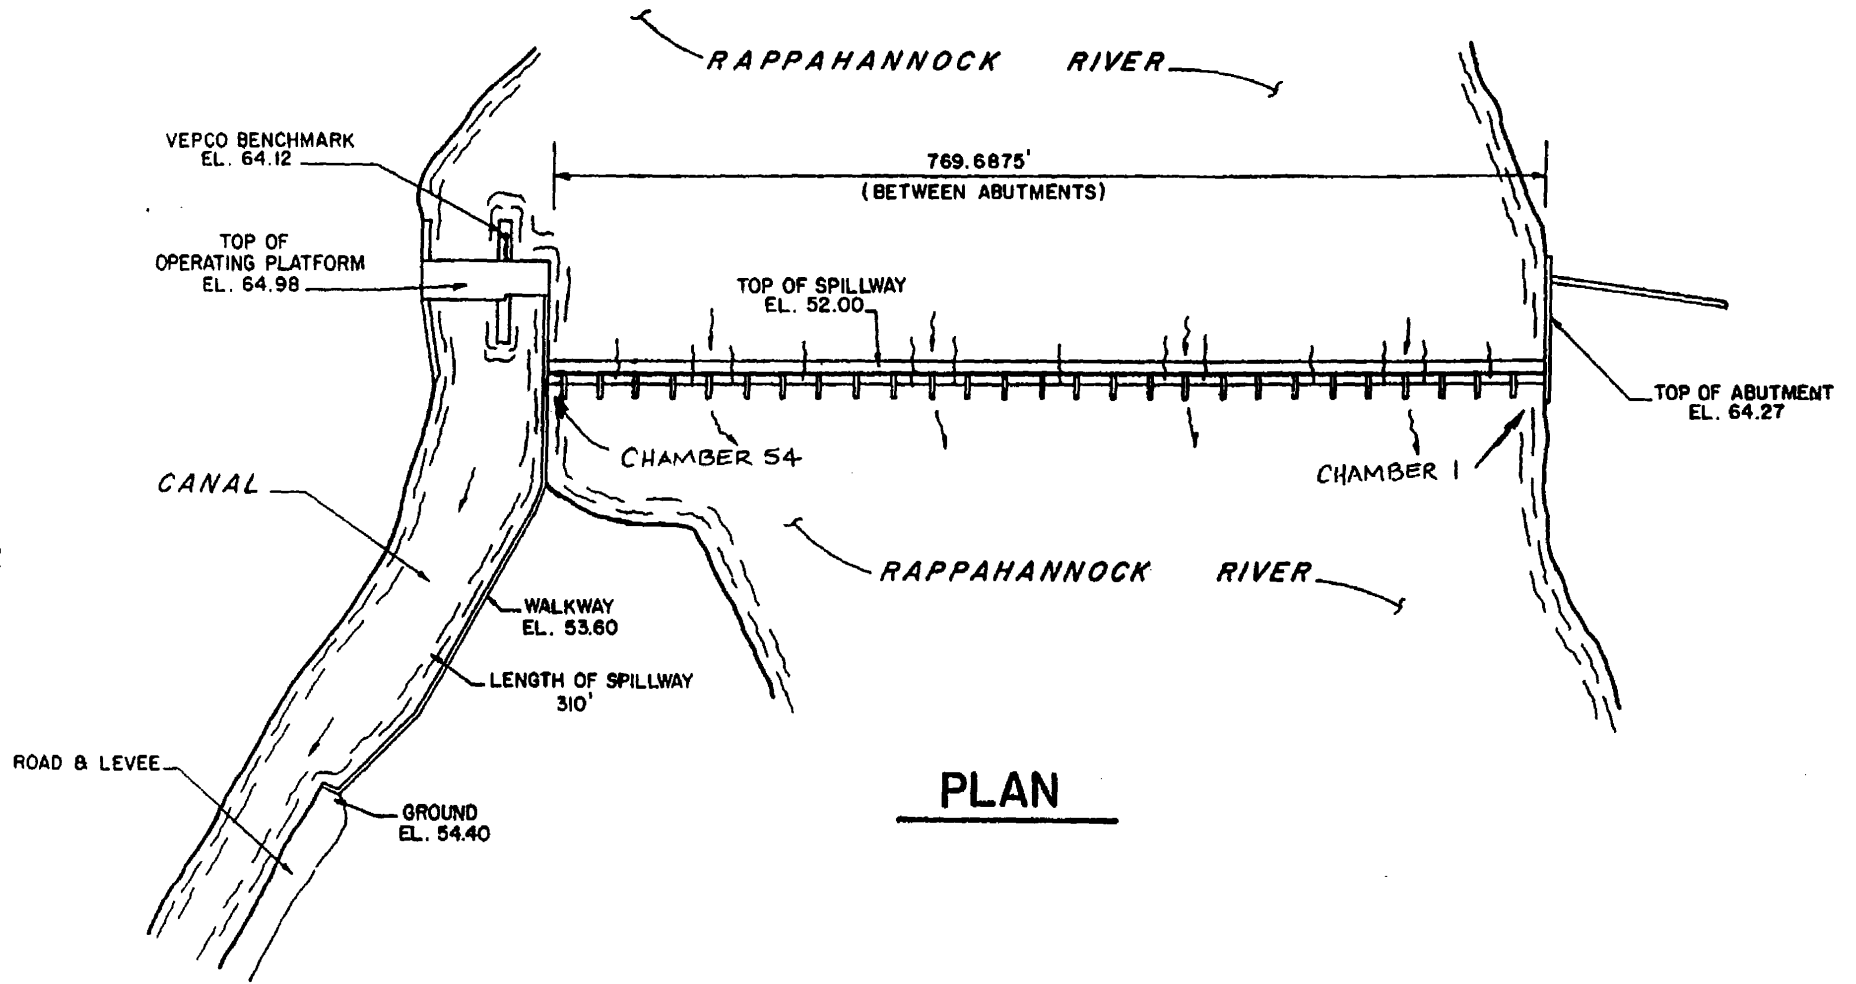 RAPPAHANNOCK RIVER
VEPCO BENCHMARK
EL. 64.12
769.6875'
(BETWEEN ABUTMENTS)
TOP OF
OPERATING PLATFORM
EL. 64.98
TOP OF SPILLWAY
EL. 52.00
TOP OF ABUTMENT
EL. 64.27
CHAMBER 54
CHAMBER 1
CANAL
RAPPAHANNOCK RIVER
WALKWAY
EL. 53.60
LENGTH OF SPILLWAY
310'
ROAD & LEVEE
PLAN
GROUND
EL. 54.40